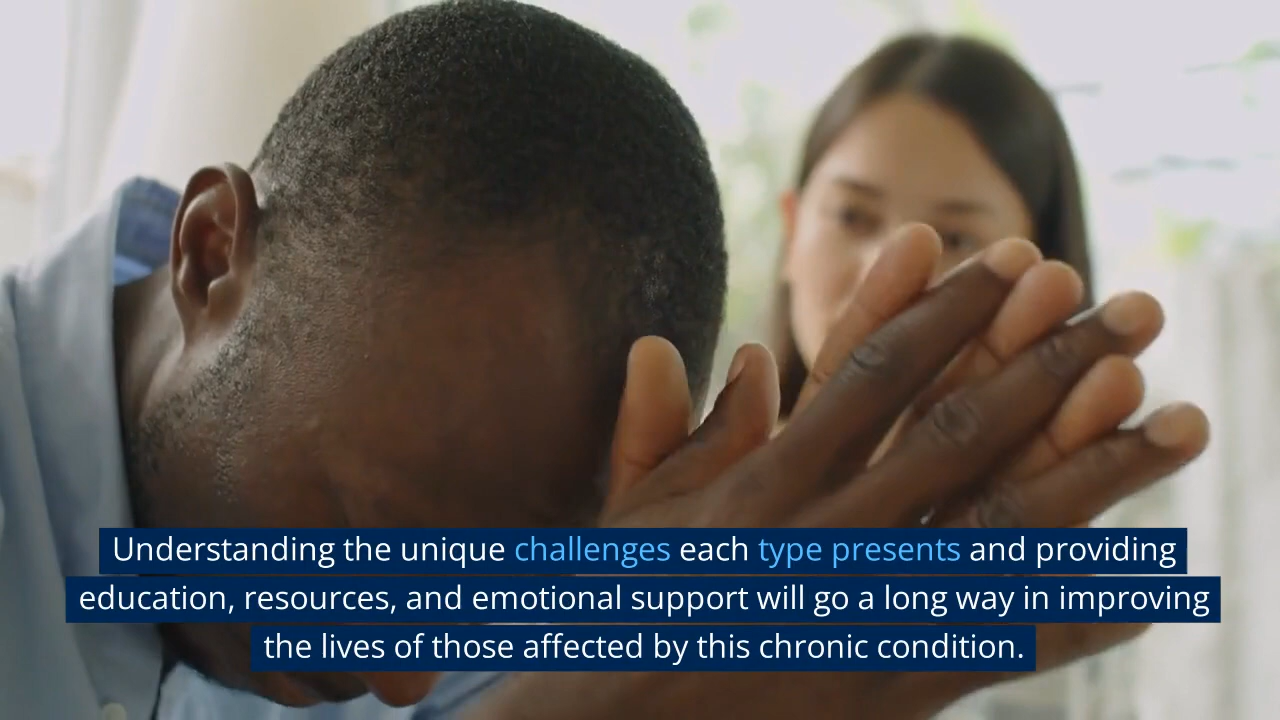 Understanding the unique challenges each type presents and providing
education, resources, and emotional support will go a long way in improving
the lives of those affected by this chronic condition.